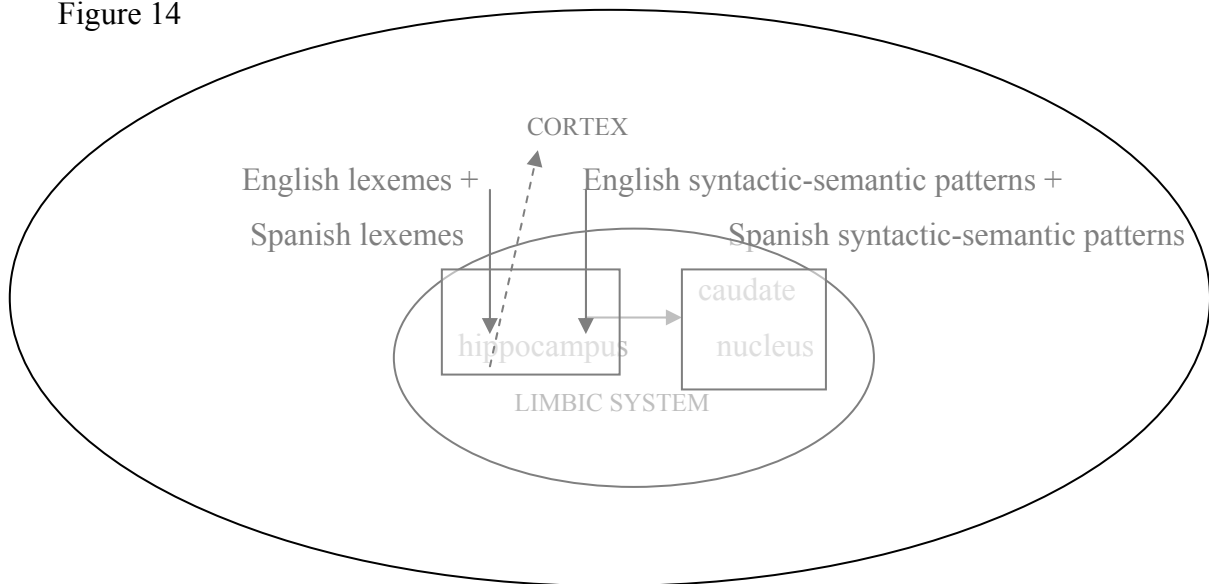 Figure 14
CORTEX
English lexemes +
English syntactic-semantic patterns +
Spanish lexemes
Spanish syntactic-semantic patterns
caudate
hippocampus
nucleus
LIMBIC SYSTEM